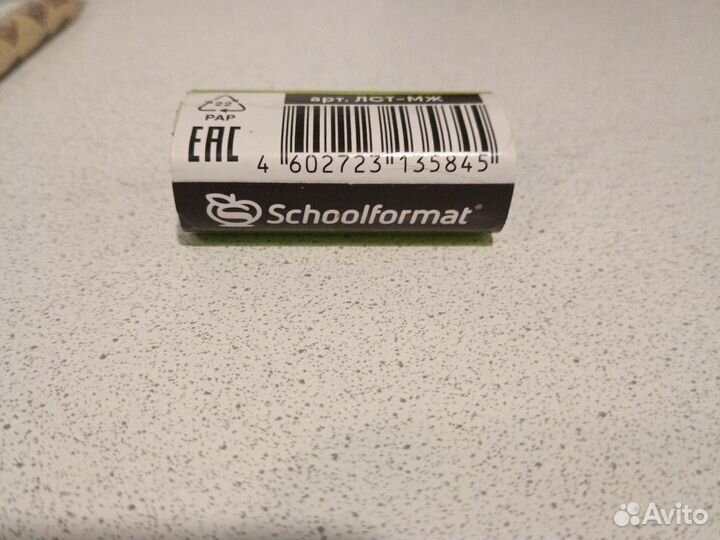 арт. ЛСТ-МЖ
22
PAP
EAC
4 602723 135845
Schoolformat®
Avito